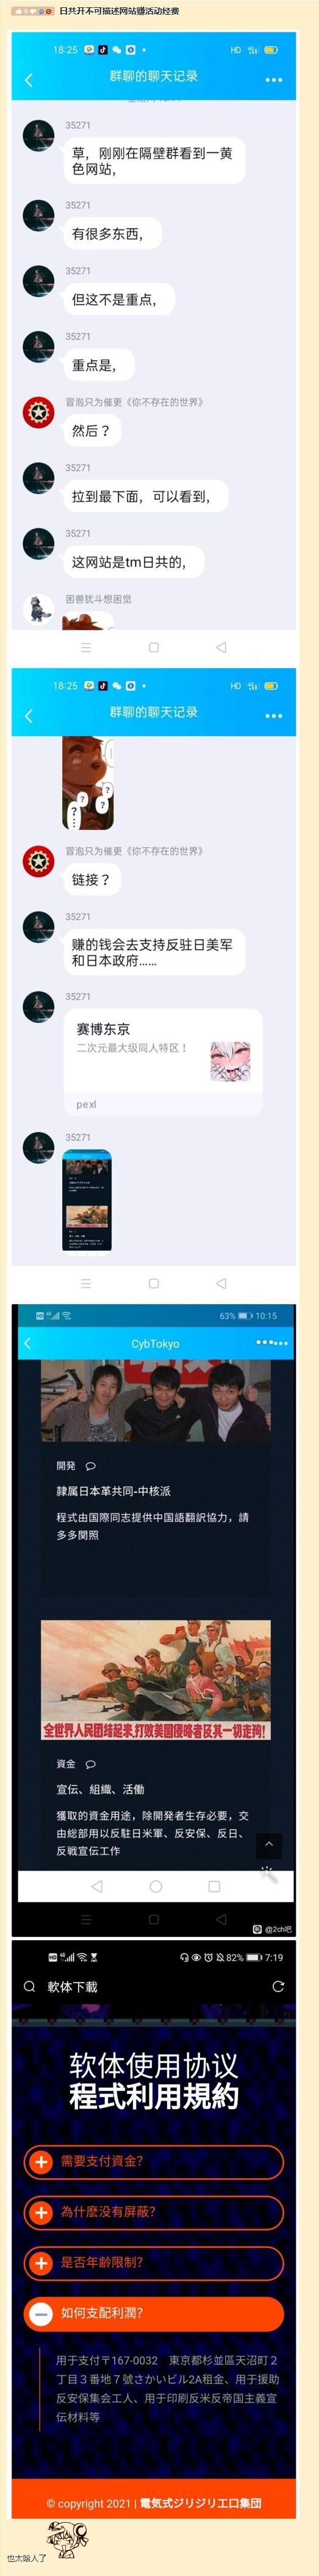 日共开不可描述网站赚活动经费
18:25
HD
群聊的聊天记录
35271
草，刚刚在隔壁群看到一黄
色网站，
35271
有很多东西，
35271
但这不是重点，
35271
重点是，
冒泡只为催更《你不存在的世界》
然后？
35271
拉到最下面，可以看到，
35271
这网站是tm日共的，
困兽犹斗想困觉
18:25
HD
群聊的聊天记录
？
？
？
？…
冒泡只为催更《你不存在的世界》
链接？
35271
赚的钱会去支持反驻日美军
和日本政府……
35271
赛博东京
二次元最大级同人特区！
pexl
35271
63% 10:15
CybTokyo
開発
隷属日本革共同-中核派
程式由国際同志提供中国語翻訳協力，請
多多関照
全世界人民团结起来，打败美国侵略者及其一切走狗！
資金
宣伝、組織、活働
獲取的資金用途，除開発者生存必要，交
由総部用以反駐日米軍、反安保、反日、
反戦宣伝工作
@2ch吧
82% 7:19
軟体下載
软体使用协议
程式利用規約
需要支付資金？
為什麽没有屏蔽？
是否年龄限制？
如何支配利潤？
用于支付〒167-0032　東京都杉並區天沼町２
丁目３番地７號さかいビル2A租金、用于援助
反安保集会工人、用于印刷反米反帝国主義宣
伝材料等
© copyright 2021 | 電気式ジリジリエロ集団
也太哈人了